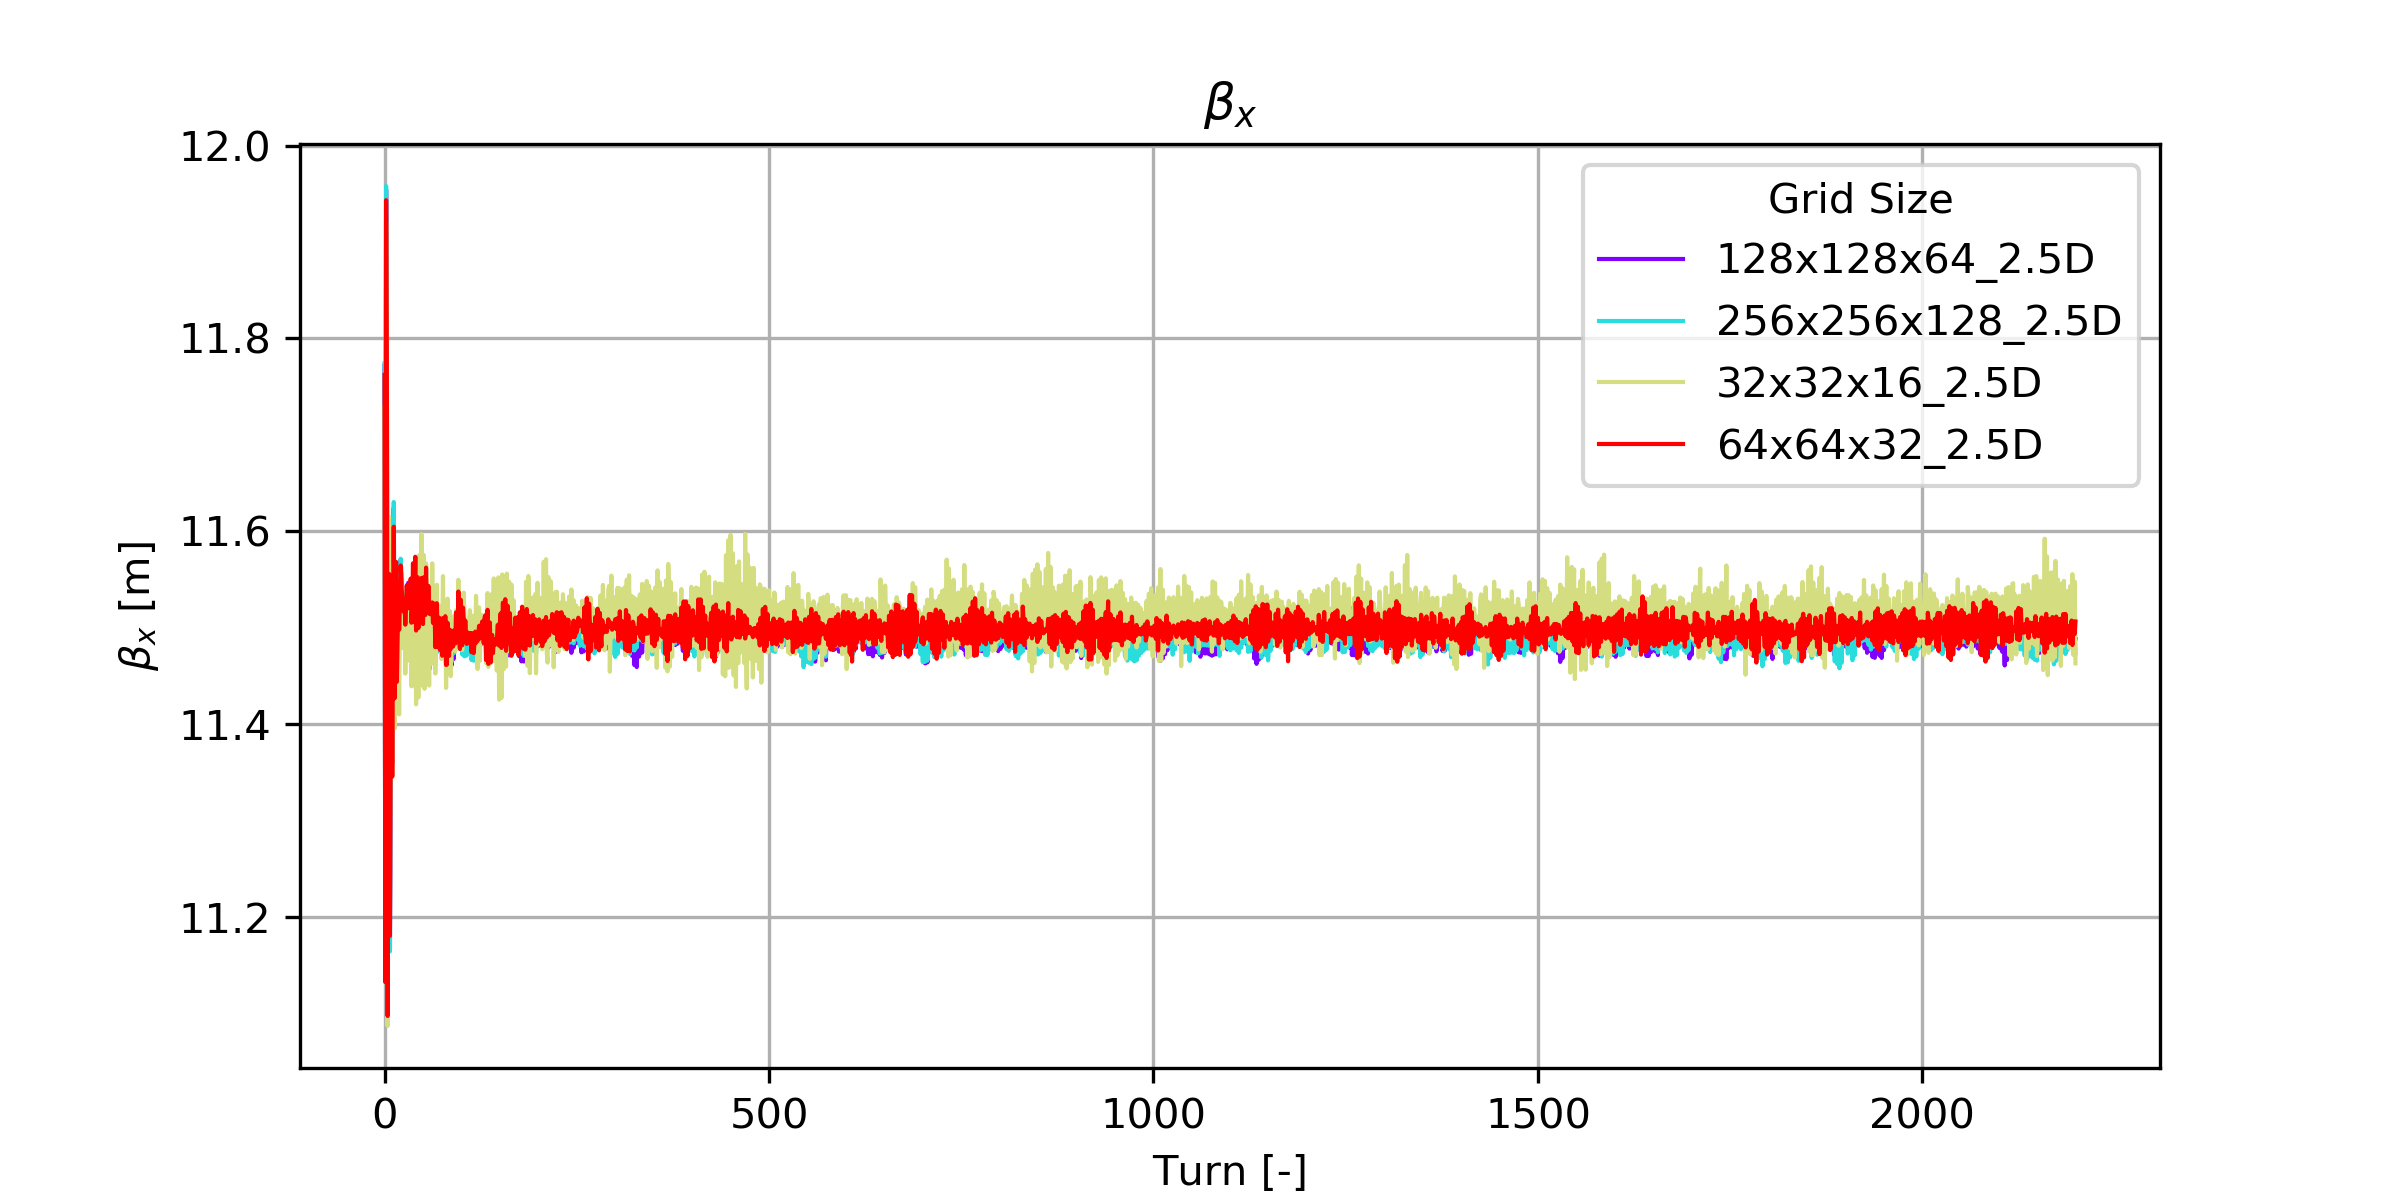 βx
12.0
11.8
11.6
11.4
11.2
βx [m]
Grid Size
128x128x64_2.5D
256x256x128_2.5D
32x32x16_2.5D
64x64x32_2.5D
0 500 1000 1500 2000
Turn [-]